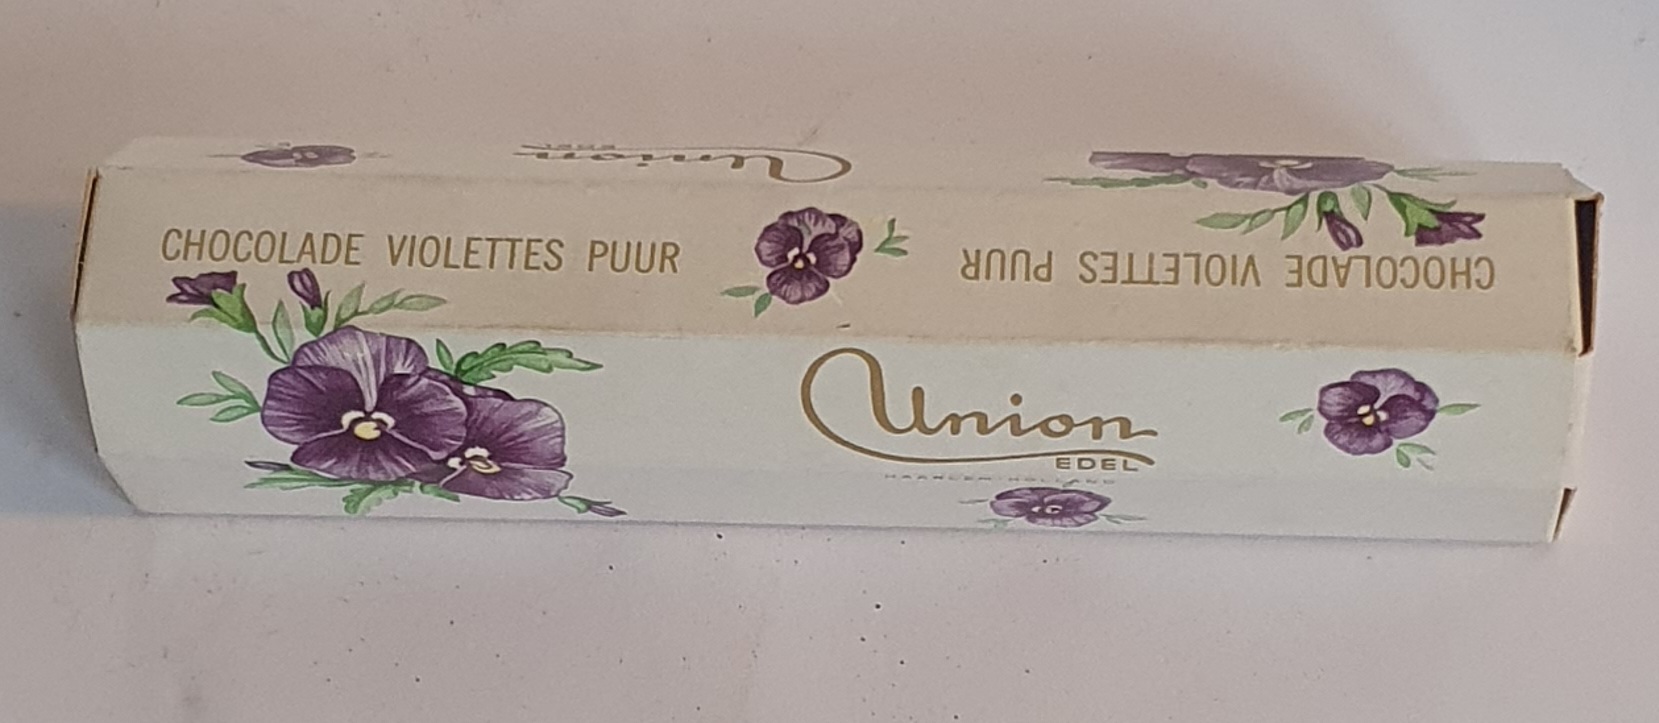 Union
EDEL
CHOCOLADE VIOLETTES PUUR
CHOCOLADE VIOLETTES PUUR
Union
EDEL
HAARLEM-HOLLAND